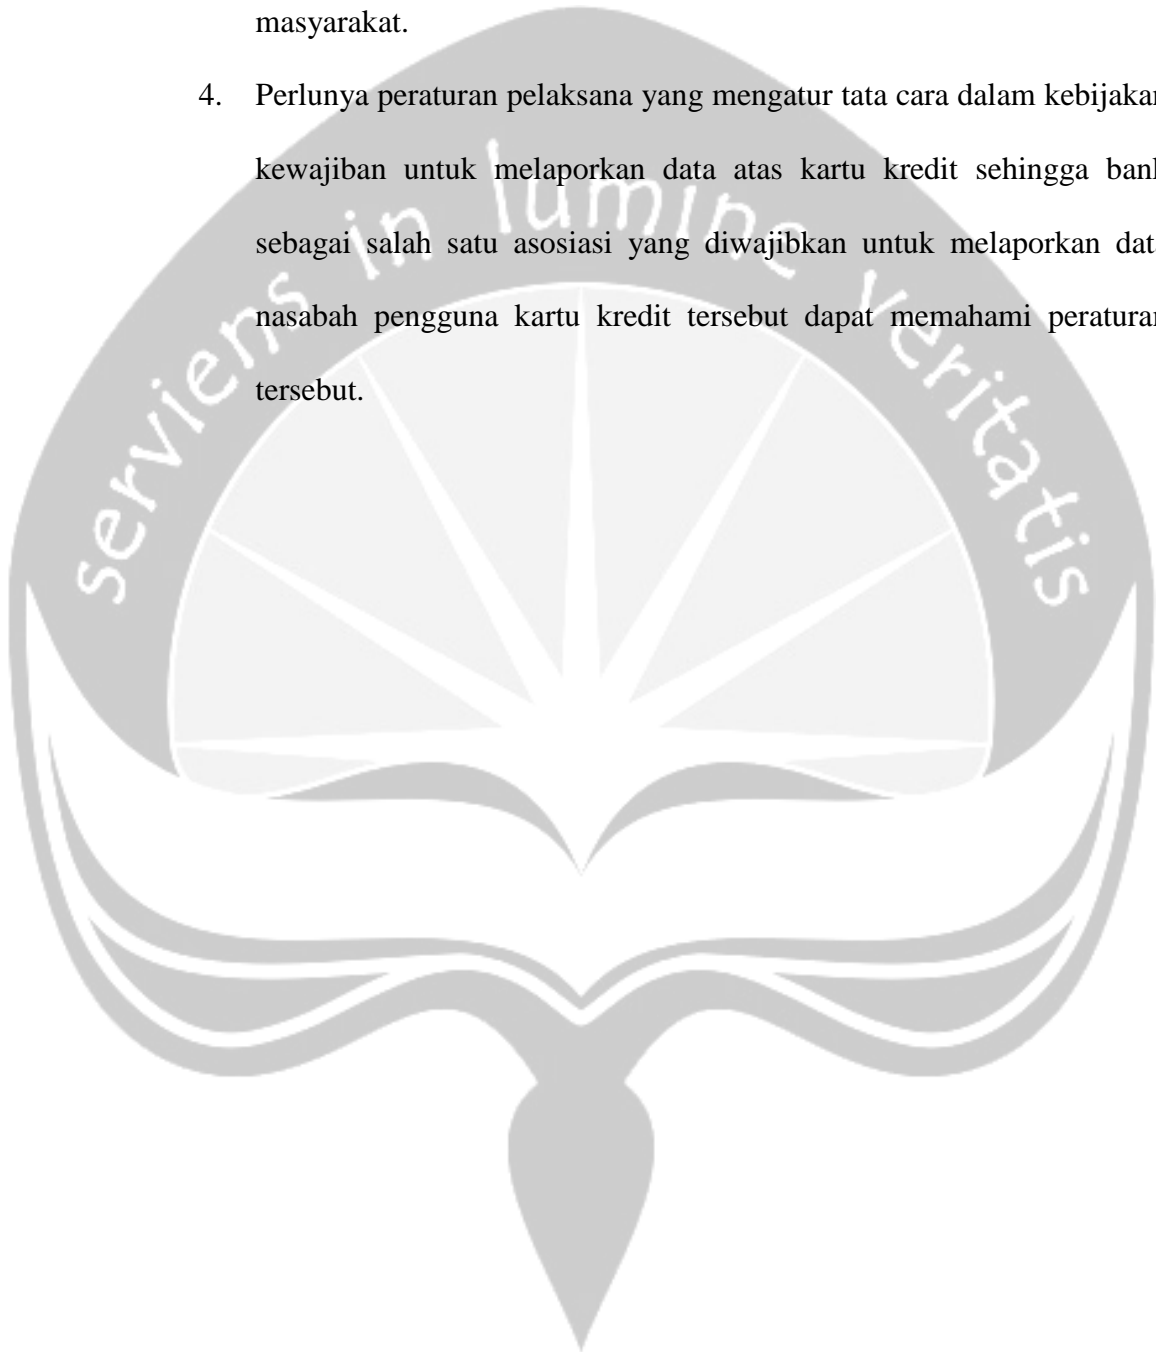 masyarakat.
4. Perlunya peraturan pelaksana yang mengatur tata cara dalam kebijakan
kewajiban untuk melaporkan data atas kartu kredit sehingga bank
sebagai salah satu asosiasi yang diwajibkan untuk melaporkan data
nasabah pengguna kartu kredit tersebut dapat memahami peraturan
tersebut.
serviens in lumine veritatis